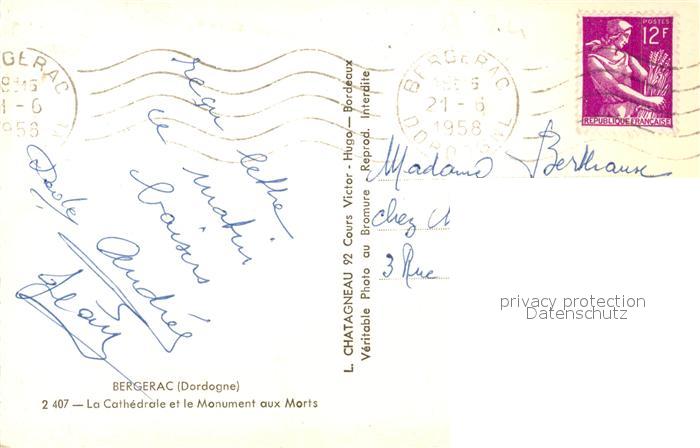 BERGERAC
21-6
1958
BERGERAC
21-6
1958
DORDOGNE
POSTES
12F
REPUBLIQUE FRANÇAISE
reçu lettre
ce matin
baisers
André
Jean
Madame Berthaux
chez
3 Rue
privacy protection
Datenschutz
L. CHATAGNEAU 92 Cours Victor-Hugo — Bordeaux
Véritable Photo au Bromure Reprod. Interdite
BERGERAC (Dordogne)
2 407 — La Cathédrale et le Monument aux Morts